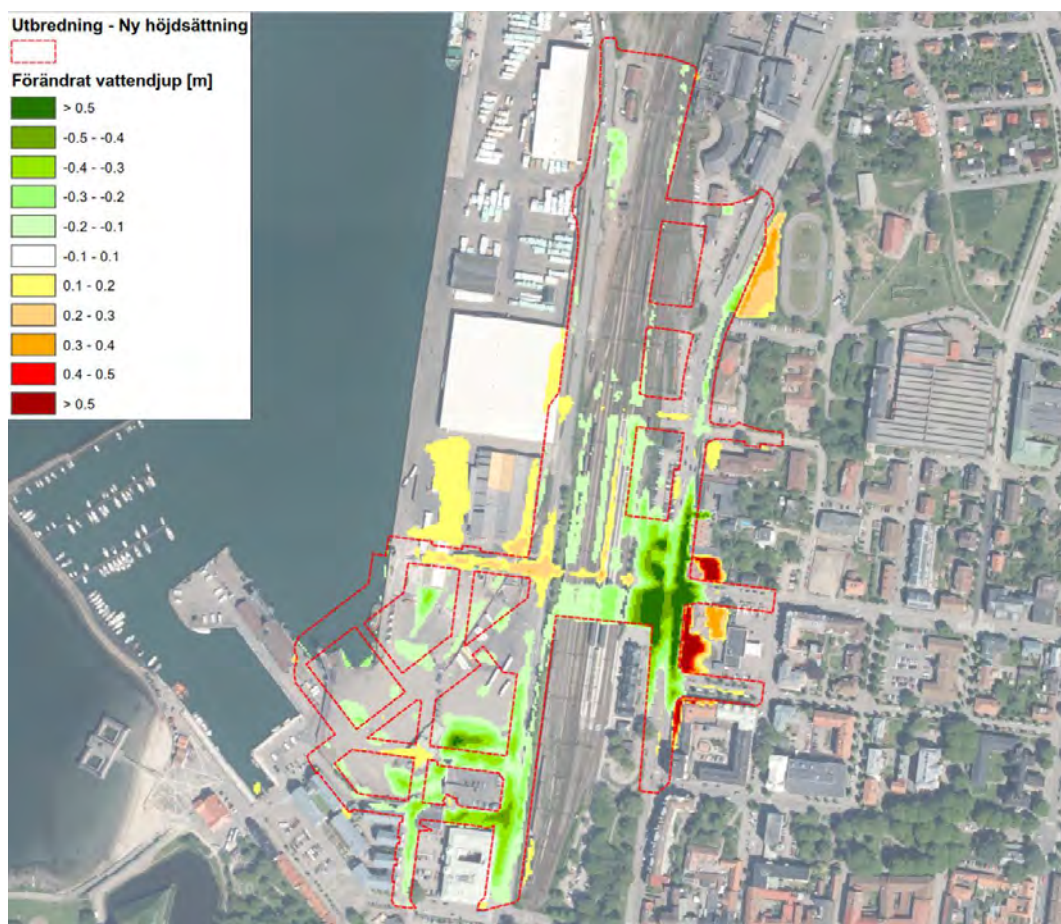 Utbredning - Ny höjdsättning
Förändrat vattendjup [m]
> 0.5
-0.5 - -0.4
-0.4 - -0.3
-0.3 - -0.2
-0.2 - -0.1
-0.1 - 0.1
0.1 - 0.2
0.2 - 0.3
0.3 - 0.4
0.4 - 0.5
> 0.5